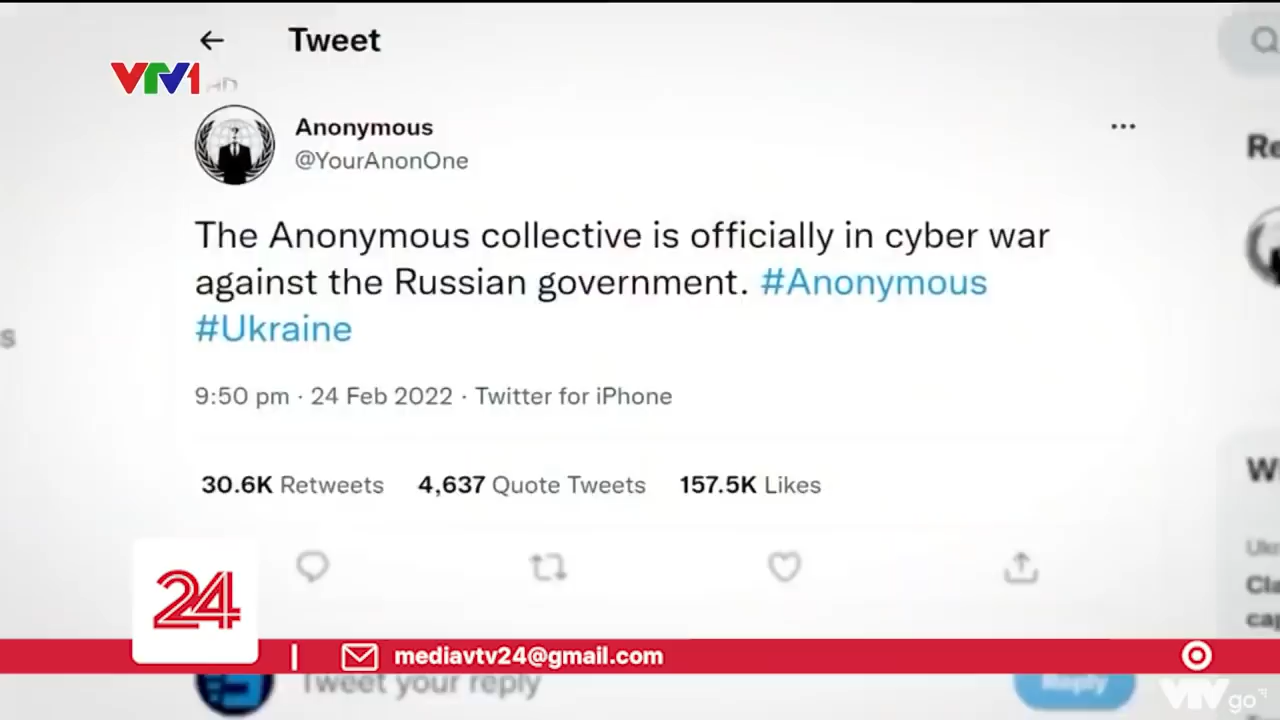 Tweet
VTV1 HD
Anonymous
@YourAnonOne
The Anonymous collective is officially in cyber war
against the Russian government. #Anonymous
#Ukraine
9:50 pm · 24 Feb 2022 · Twitter for iPhone
30.6K Retweets 4,637 Quote Tweets 157.5K Likes
24
mediavtv24@gmail.com
Tweet your reply
Reply
VTVgo